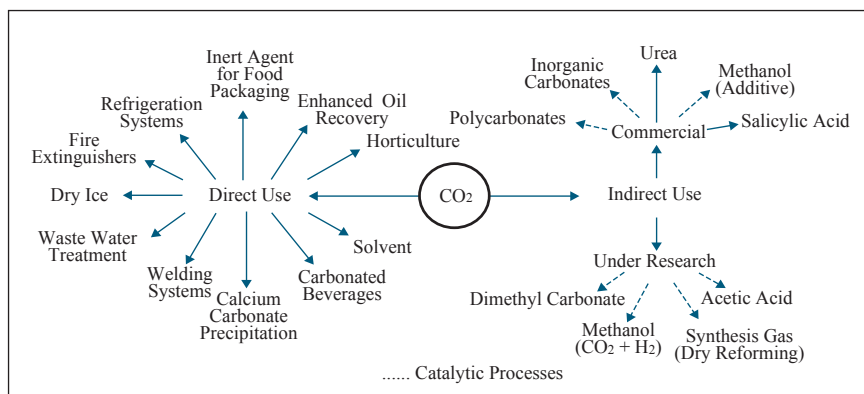 Inert Agent
for Food
Packaging
Refrigeration
Systems
Enhanced Oil
Recovery
Fire
Extinguishers
Horticulture
Dry Ice
Direct Use
Waste Water
Treatment
Welding
Systems
Calcium
Carbonate
Precipitation
Carbonated
Beverages
Solvent
CO₂
Urea
Inorganic
Carbonates
Methanol
(Additive)
Polycarbonates
Commercial
Salicylic Acid
Indirect Use
Under Research
Dimethyl Carbonate
Acetic Acid
Methanol
(CO₂ + H₂)
Synthesis Gas
(Dry Reforming)
...... Catalytic Processes